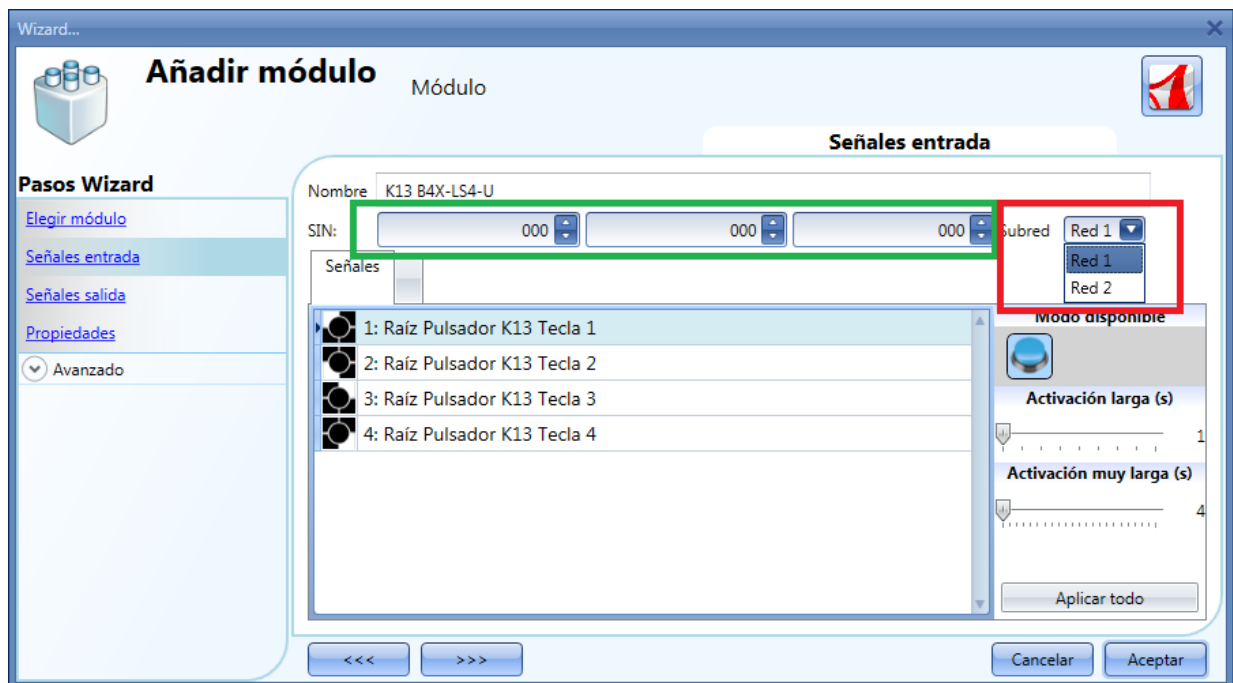 Wizard...
Añadir módulo
Módulo
Señales entrada
Pasos Wizard
Elegir módulo
Señales entrada
Señales salida
Propiedades
Avanzado
Nombre K13 B4X-LS4-U
SIN: 000 000 000 Subred Red 1
Red 1
Red 2
Señales
1: Raíz Pulsador K13 Tecla 1
2: Raíz Pulsador K13 Tecla 2
3: Raíz Pulsador K13 Tecla 3
4: Raíz Pulsador K13 Tecla 4
Modo disponible
Activación larga (s)
1
Activación muy larga (s)
4
Aplicar todo
<<< >>> Cancelar Aceptar